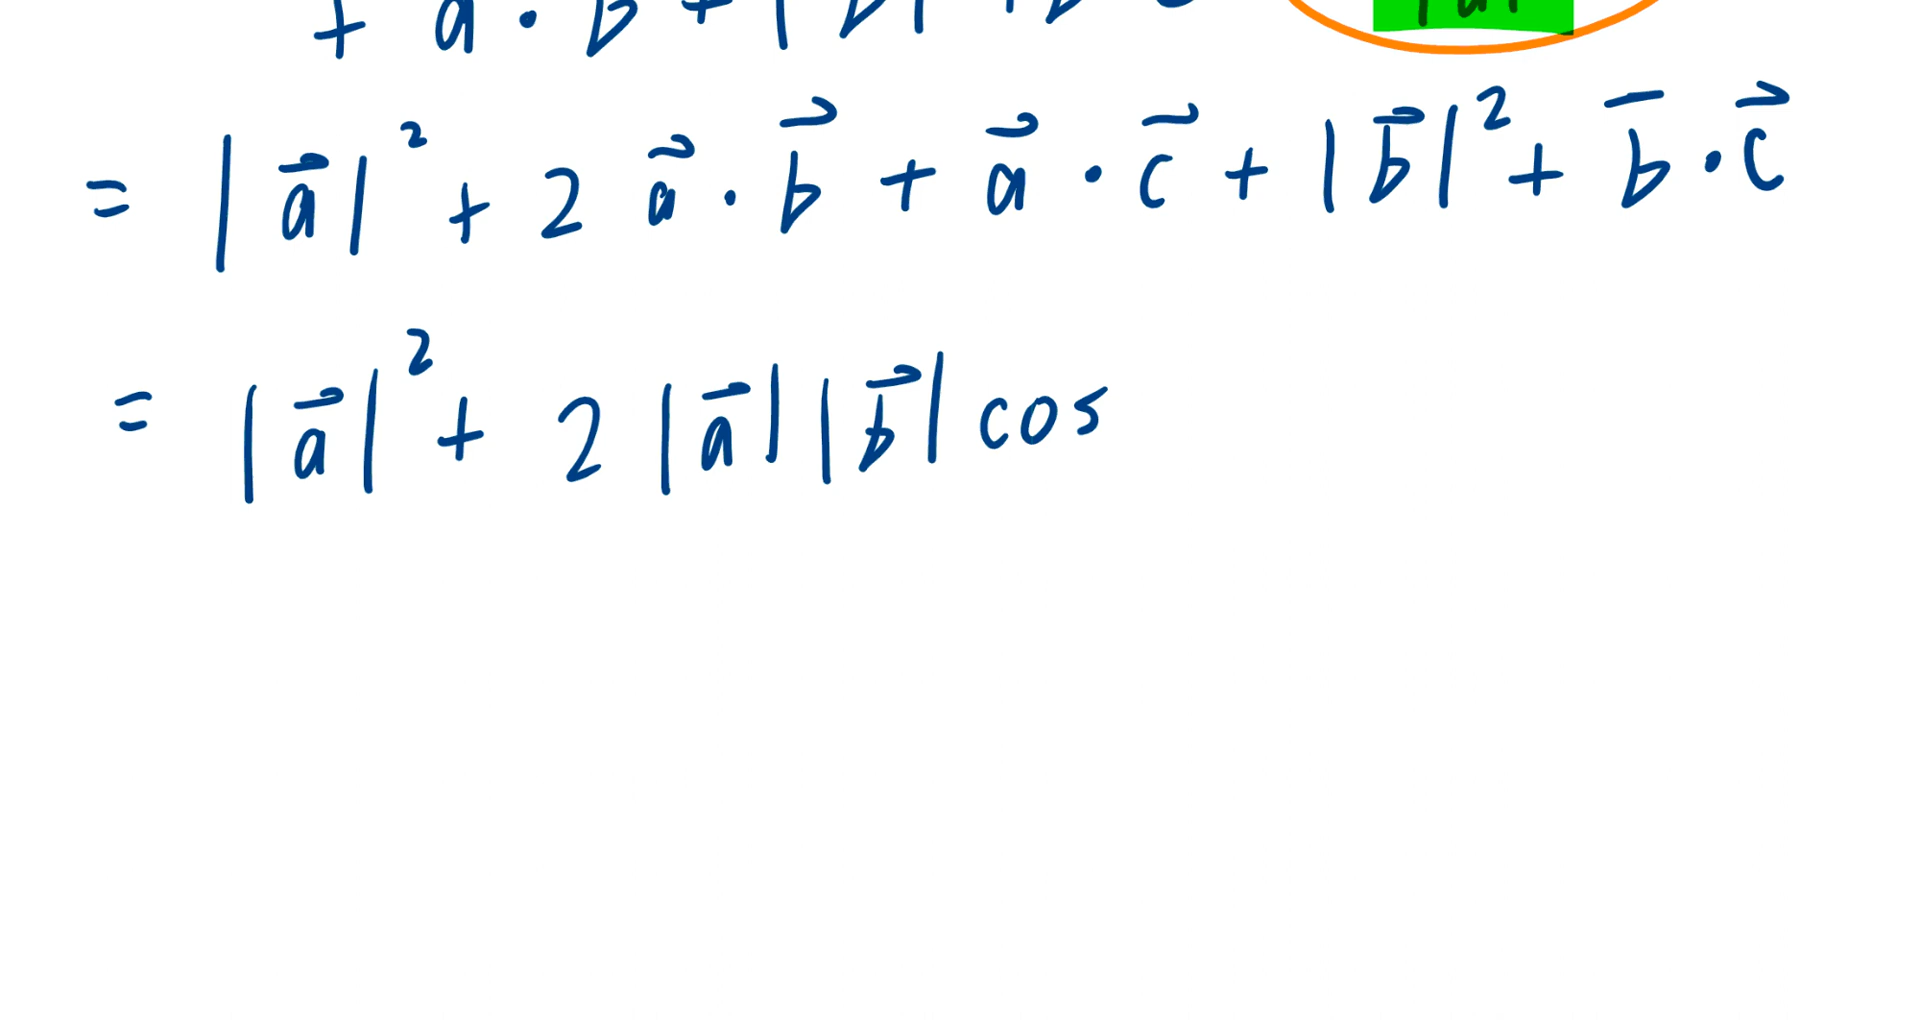 + a · b + |b|
= |a⃗|² + 2 a⃗ · b⃗ + a⃗ · c⃗ + |b⃗|² + b̄ · c⃗
= |a⃗|² + 2 |a⃗| |b⃗| cos